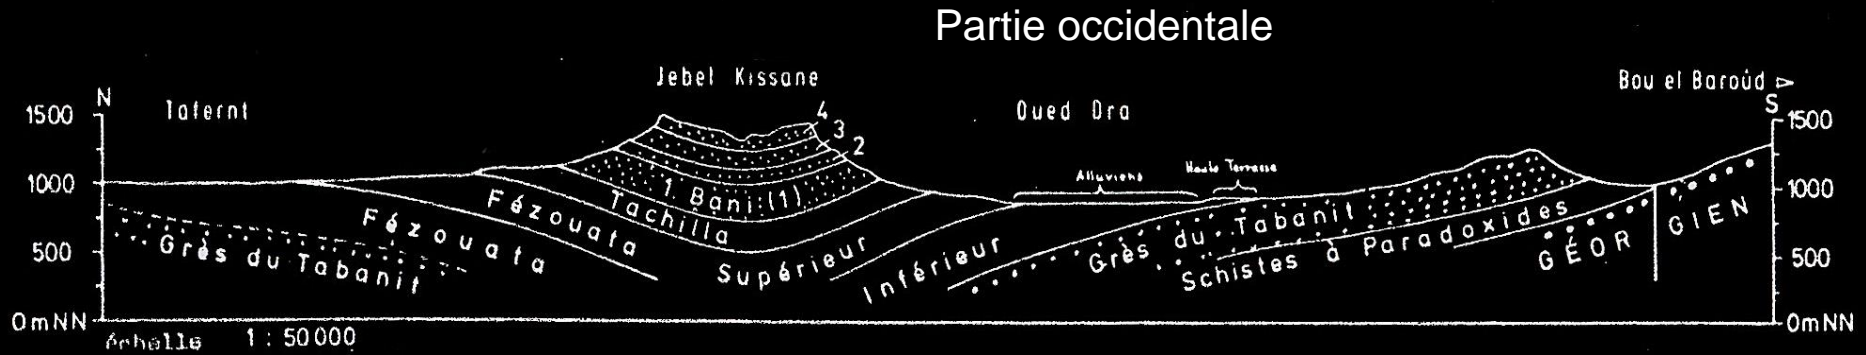 Partie occidentale
Jebel Kissane
Bou el Baroûd
N
Tafernt
Oued Dra
S
1500
1500
4
3
2
Alluvions
Haute Terrasse
1000
1000
1. Bani (1)
Tachilla
Fézouata
Fézouata
Supérieur
Inférieur
Grès du Tabanit
Grès du Tabanit
Schistes à Paradoxides
GÉOR GIEN
500
500
0mNN
0mNN
échelle 1:50000